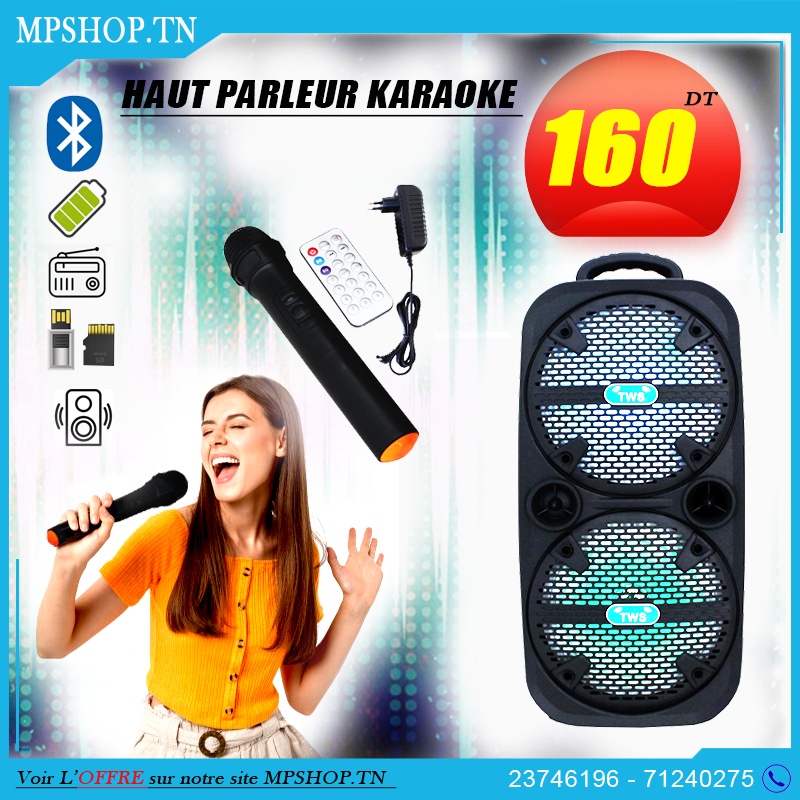 MPSHOP.TN
HAUT PARLEUR KARAOKE
DT
160
TWS
TWS
Voir L'OFFRE sur notre site MPSHOP.TN
23746196 - 71240275